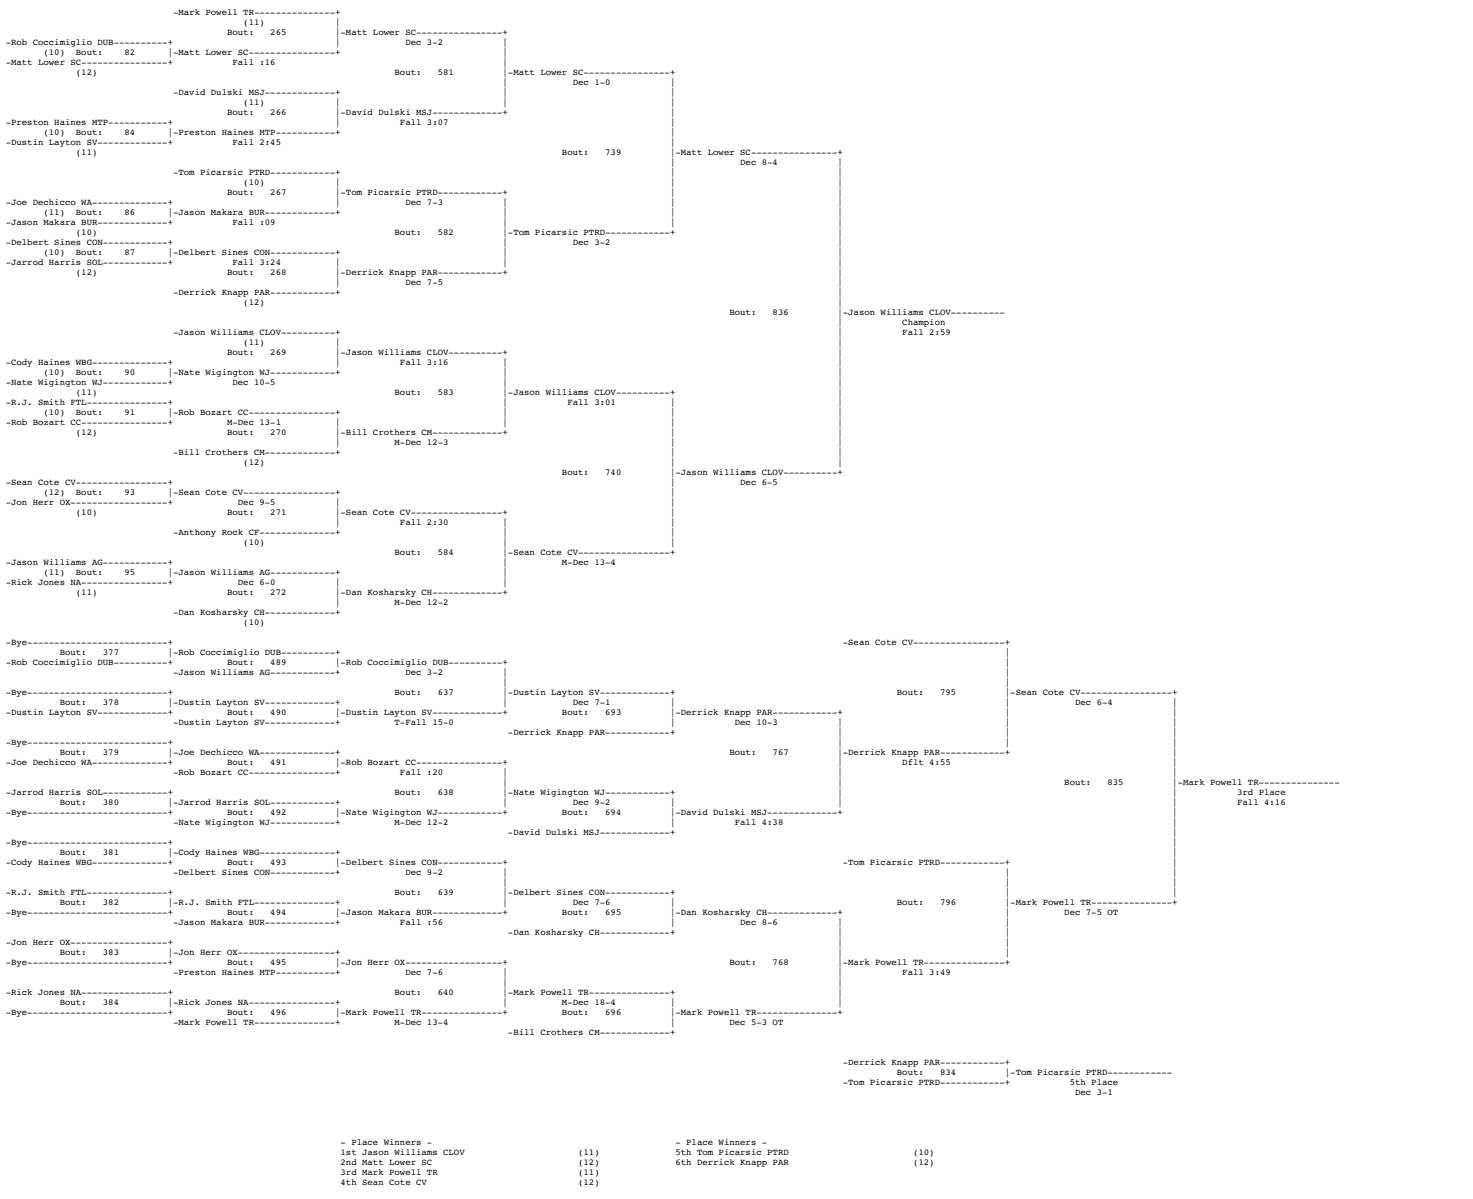 -Mark Powell TR---------------+
(11)
Bout: 265 |-Matt Lower SC----------------+
-Rob Coccimiglio DUB----------+ Dec 3-2
(10) Bout: 82 |-Matt Lower SC----------------+
-Matt Lower SC----------------+ Fall :16
(12) Bout: 581 |-Matt Lower SC----------------+
Dec 1-0
-David Dulski MSJ-------------+
(11)
Bout: 266 |-David Dulski MSJ-------------+
-Preston Haines MTP-----------+ Fall 3:07
(10) Bout: 84 |-Preston Haines MTP-----------+
-Dustin Layton SV-------------+ Fall 2:45
(11) Bout: 739 |-Matt Lower SC----------------+
Dec 8-4
-Tom Picarsic PTRD------------+
(10)
Bout: 267 |-Tom Picarsic PTRD------------+
-Joe Dechicco WA--------------+ Dec 7-3
(11) Bout: 86 |-Jason Makara BUR-------------+
-Jason Makara BUR-------------+ Fall :09
(10) Bout: 582 |-Tom Picarsic PTRD------------+
-Delbert Sines CON------------+ Dec 3-2
(10) Bout: 87 |-Delbert Sines CON------------+
-Jarrod Harris SOL------------+ Fall 3:24
(12) Bout: 268 |-Derrick Knapp PAR------------+
Dec 7-5
-Derrick Knapp PAR------------+
(12)
Bout: 836 |-Jason Williams CLOV----------
Champion
-Jason Williams CLOV----------+ Fall 2:59
(11)
Bout: 269 |-Jason Williams CLOV----------+
-Cody Haines WBG--------------+ Fall 3:16
(10) Bout: 90 |-Nate Wigington WJ------------+
-Nate Wigington WJ------------+ Dec 10-5
(11) Bout: 583 |-Jason Williams CLOV----------+
-R.J. Smith FTL---------------+ Fall 3:01
(10) Bout: 91 |-Rob Bozart CC----------------+
-Rob Bozart CC----------------+ M-Dec 13-1
(12) Bout: 270 |-Bill Crothers CM-------------+
M-Dec 12-3
-Bill Crothers CM-------------+
(12)
Bout: 740 |-Jason Williams CLOV----------+
-Sean Cote CV-----------------+ Dec 6-5
(12) Bout: 93 |-Sean Cote CV-----------------+
-Jon Herr OX------------------+ Dec 9-5
(10) Bout: 271 |-Sean Cote CV-----------------+
Fall 2:30
-Anthony Rock CF--------------+
(10)
Bout: 584 |-Sean Cote CV-----------------+
-Jason Williams AG------------+ M-Dec 13-4
(11) Bout: 95 |-Jason Williams AG------------+
-Rick Jones NA----------------+ Dec 6-0
(11) Bout: 272 |-Dan Kosharsky CH-------------+
M-Dec 12-2
-Dan Kosharsky CH-------------+
(10)
-Bye--------------------------+ -Sean Cote CV-----------------+
Bout: 377 |-Rob Coccimiglio DUB----------+
-Rob Coccimiglio DUB----------+ Bout: 489 |-Rob Coccimiglio DUB----------+
-Jason Williams AG------------+ Dec 3-2
-Bye--------------------------+ Bout: 637 |-Dustin Layton SV-------------+ Bout: 795 |-Sean Cote CV-----------------+
Bout: 378 |-Dustin Layton SV-------------+ Dec 7-1 Dec 6-4
-Dustin Layton SV-------------+ Bout: 490 |-Dustin Layton SV-------------+ Bout: 693 |-Derrick Knapp PAR------------+
-Dustin Layton SV-------------+ T-Fall 15-0 Dec 10-3
-Derrick Knapp PAR------------+
-Bye--------------------------+
Bout: 379 |-Joe Dechicco WA--------------+ Bout: 767 |-Derrick Knapp PAR------------+
-Joe Dechicco WA--------------+ Bout: 491 |-Rob Bozart CC----------------+ Dflt 4:55
-Rob Bozart CC----------------+ Fall :20
Bout: 835 |-Mark Powell TR---------------
-Jarrod Harris SOL------------+ Bout: 638 |-Nate Wigington WJ------------+ 3rd Place
Bout: 380 |-Jarrod Harris SOL------------+ Dec 9-2 Fall 4:16
-Bye--------------------------+ Bout: 492 |-Nate Wigington WJ------------+ Bout: 694 |-David Dulski MSJ-------------+
-Nate Wigington WJ------------+ M-Dec 12-2 Fall 4:38
-David Dulski MSJ-------------+
-Bye--------------------------+
Bout: 381 |-Cody Haines WBG--------------+
-Cody Haines WBG--------------+ Bout: 493 |-Delbert Sines CON------------+ -Tom Picarsic PTRD------------+
-Delbert Sines CON------------+ Dec 9-2
-R.J. Smith FTL---------------+ Bout: 639 |-Delbert Sines CON------------+
Bout: 382 |-R.J. Smith FTL---------------+ Dec 7-6 Bout: 796 |-Mark Powell TR---------------+
-Bye--------------------------+ Bout: 494 |-Jason Makara BUR-------------+ Bout: 695 |-Dan Kosharsky CH-------------+ Dec 7-5 OT
-Jason Makara BUR-------------+ Fall :56 Dec 8-6
-Dan Kosharsky CH-------------+
-Jon Herr OX------------------+
Bout: 383 |-Jon Herr OX------------------+
-Bye--------------------------+ Bout: 495 |-Jon Herr OX------------------+ Bout: 768 |-Mark Powell TR---------------+
-Preston Haines MTP-----------+ Dec 7-6 Fall 3:49
-Rick Jones NA----------------+ Bout: 640 |-Mark Powell TR---------------+
Bout: 384 |-Rick Jones NA----------------+ M-Dec 18-4
-Bye--------------------------+ Bout: 496 |-Mark Powell TR---------------+ Bout: 696 |-Mark Powell TR---------------+
-Mark Powell TR---------------+ M-Dec 13-4 Dec 5-3 OT
-Bill Crothers CM-------------+
-Derrick Knapp PAR------------+
Bout: 834 |-Tom Picarsic PTRD------------
-Tom Picarsic PTRD------------+ 5th Place
Dec 3-1
- Place Winners - - Place Winners -
1st Jason Williams CLOV (11) 5th Tom Picarsic PTRD (10)
2nd Matt Lower SC (12) 6th Derrick Knapp PAR (12)
3rd Mark Powell TR (11)
4th Sean Cote CV (12)